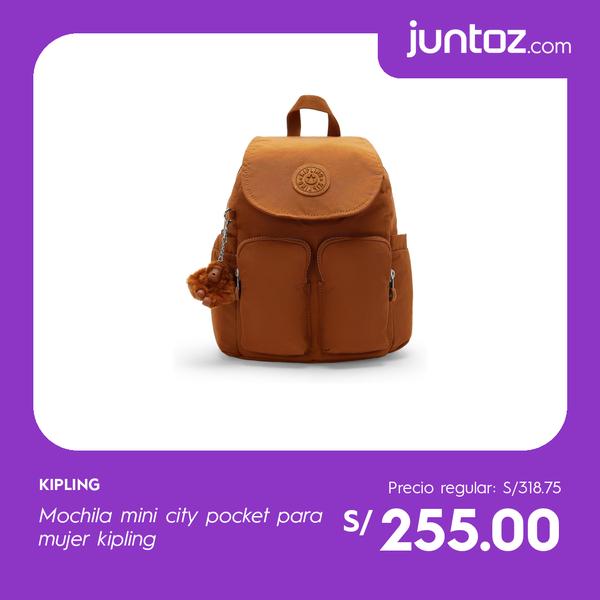 juntoz.com
KIPLING
Mochila mini city pocket para
mujer kipling
Precio regular: S/318.75
S/ 255.00